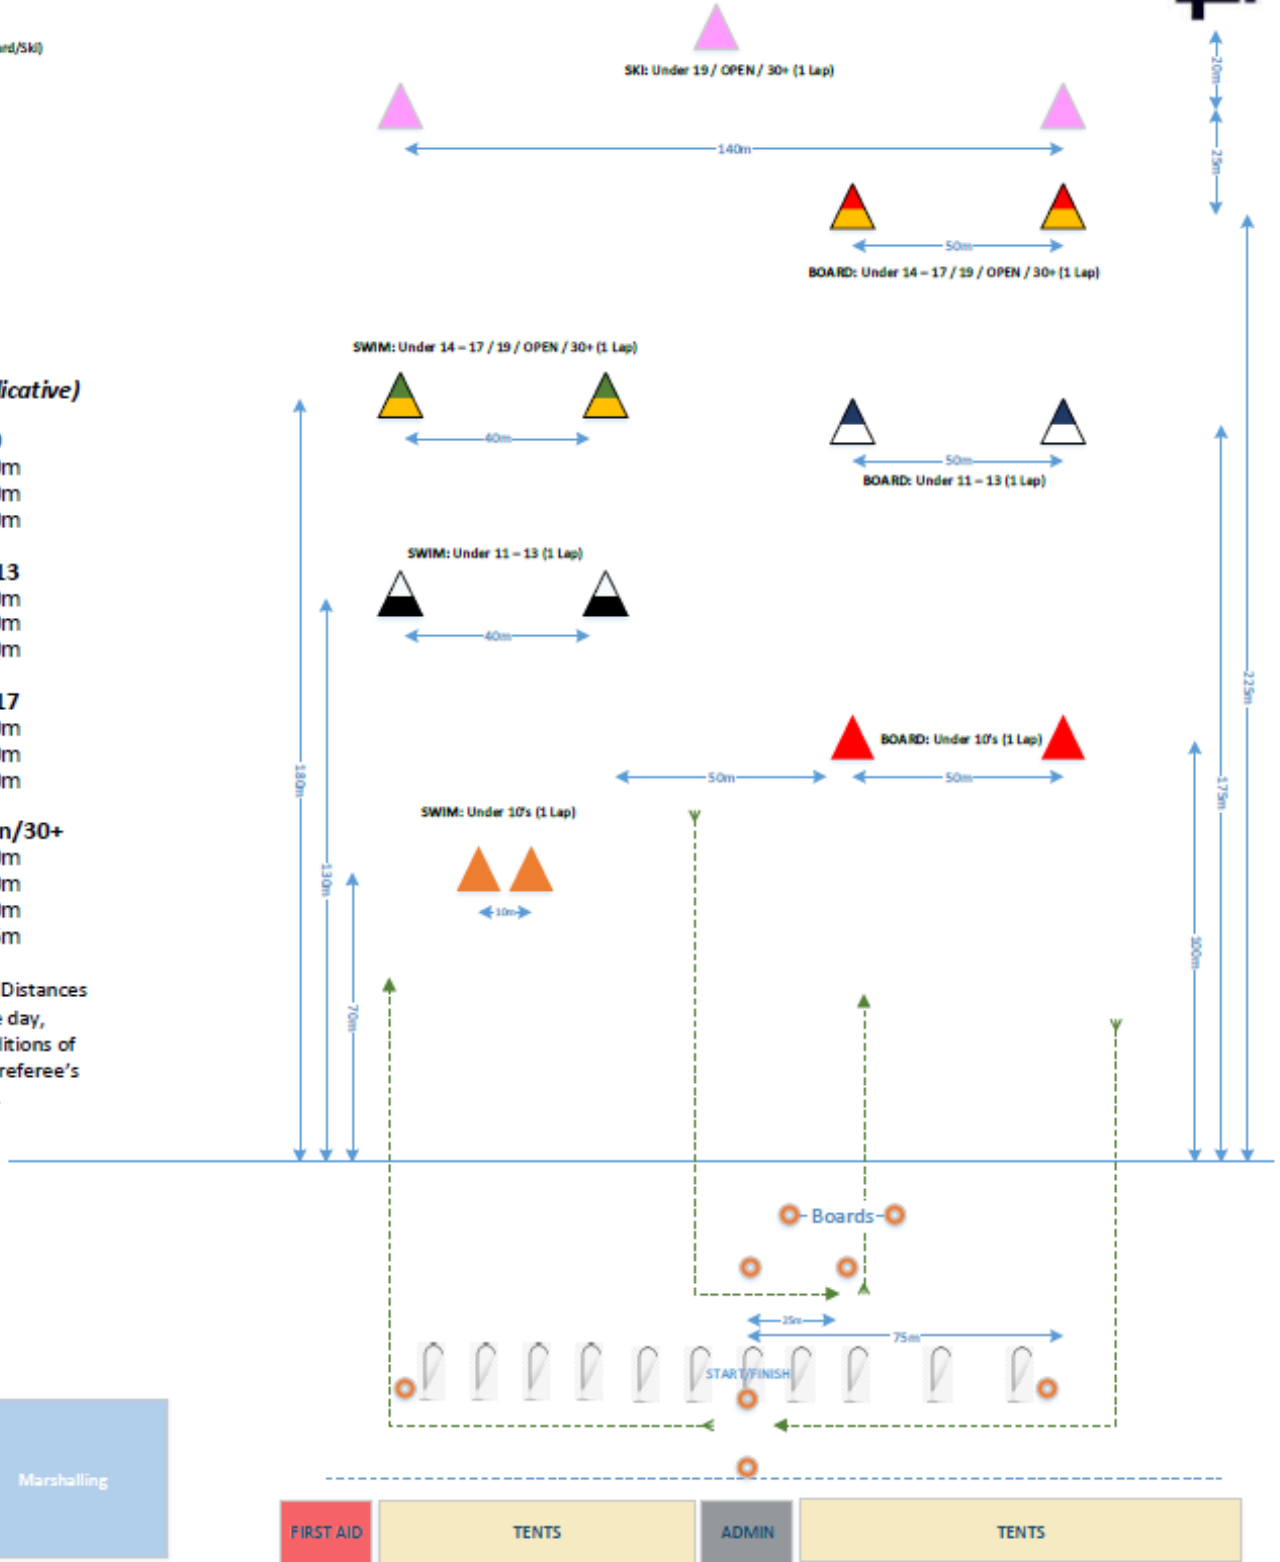 ard/Ski)
SKI: Under 19 / OPEN / 30+ (1 Lap)
20m
140m
25m
50m
BOARD: Under 14 – 17 / 19 / OPEN / 30+ (1 Lap)
SWIM: Under 14 – 17 / 19 / OPEN / 30+ (1 Lap)
licative)
40m
50m
BOARD: Under 11 – 13 (1 Lap)
)
m
m
m
SWIM: Under 11 – 13 (1 Lap)
13
m
m
m
40m
225m
17
m
m
m
BOARD: Under 10's (1 Lap)
50m
50m
180m
175m
SWIM: Under 10's (1 Lap)
n/30+
m
m
m
m
130m
10m
100m
70m
Distances
e day,
litions of
referee's
.
Boards
25m
75m
START/FINISH
Marshalling
FIRST AID
TENTS
ADMIN
TENTS